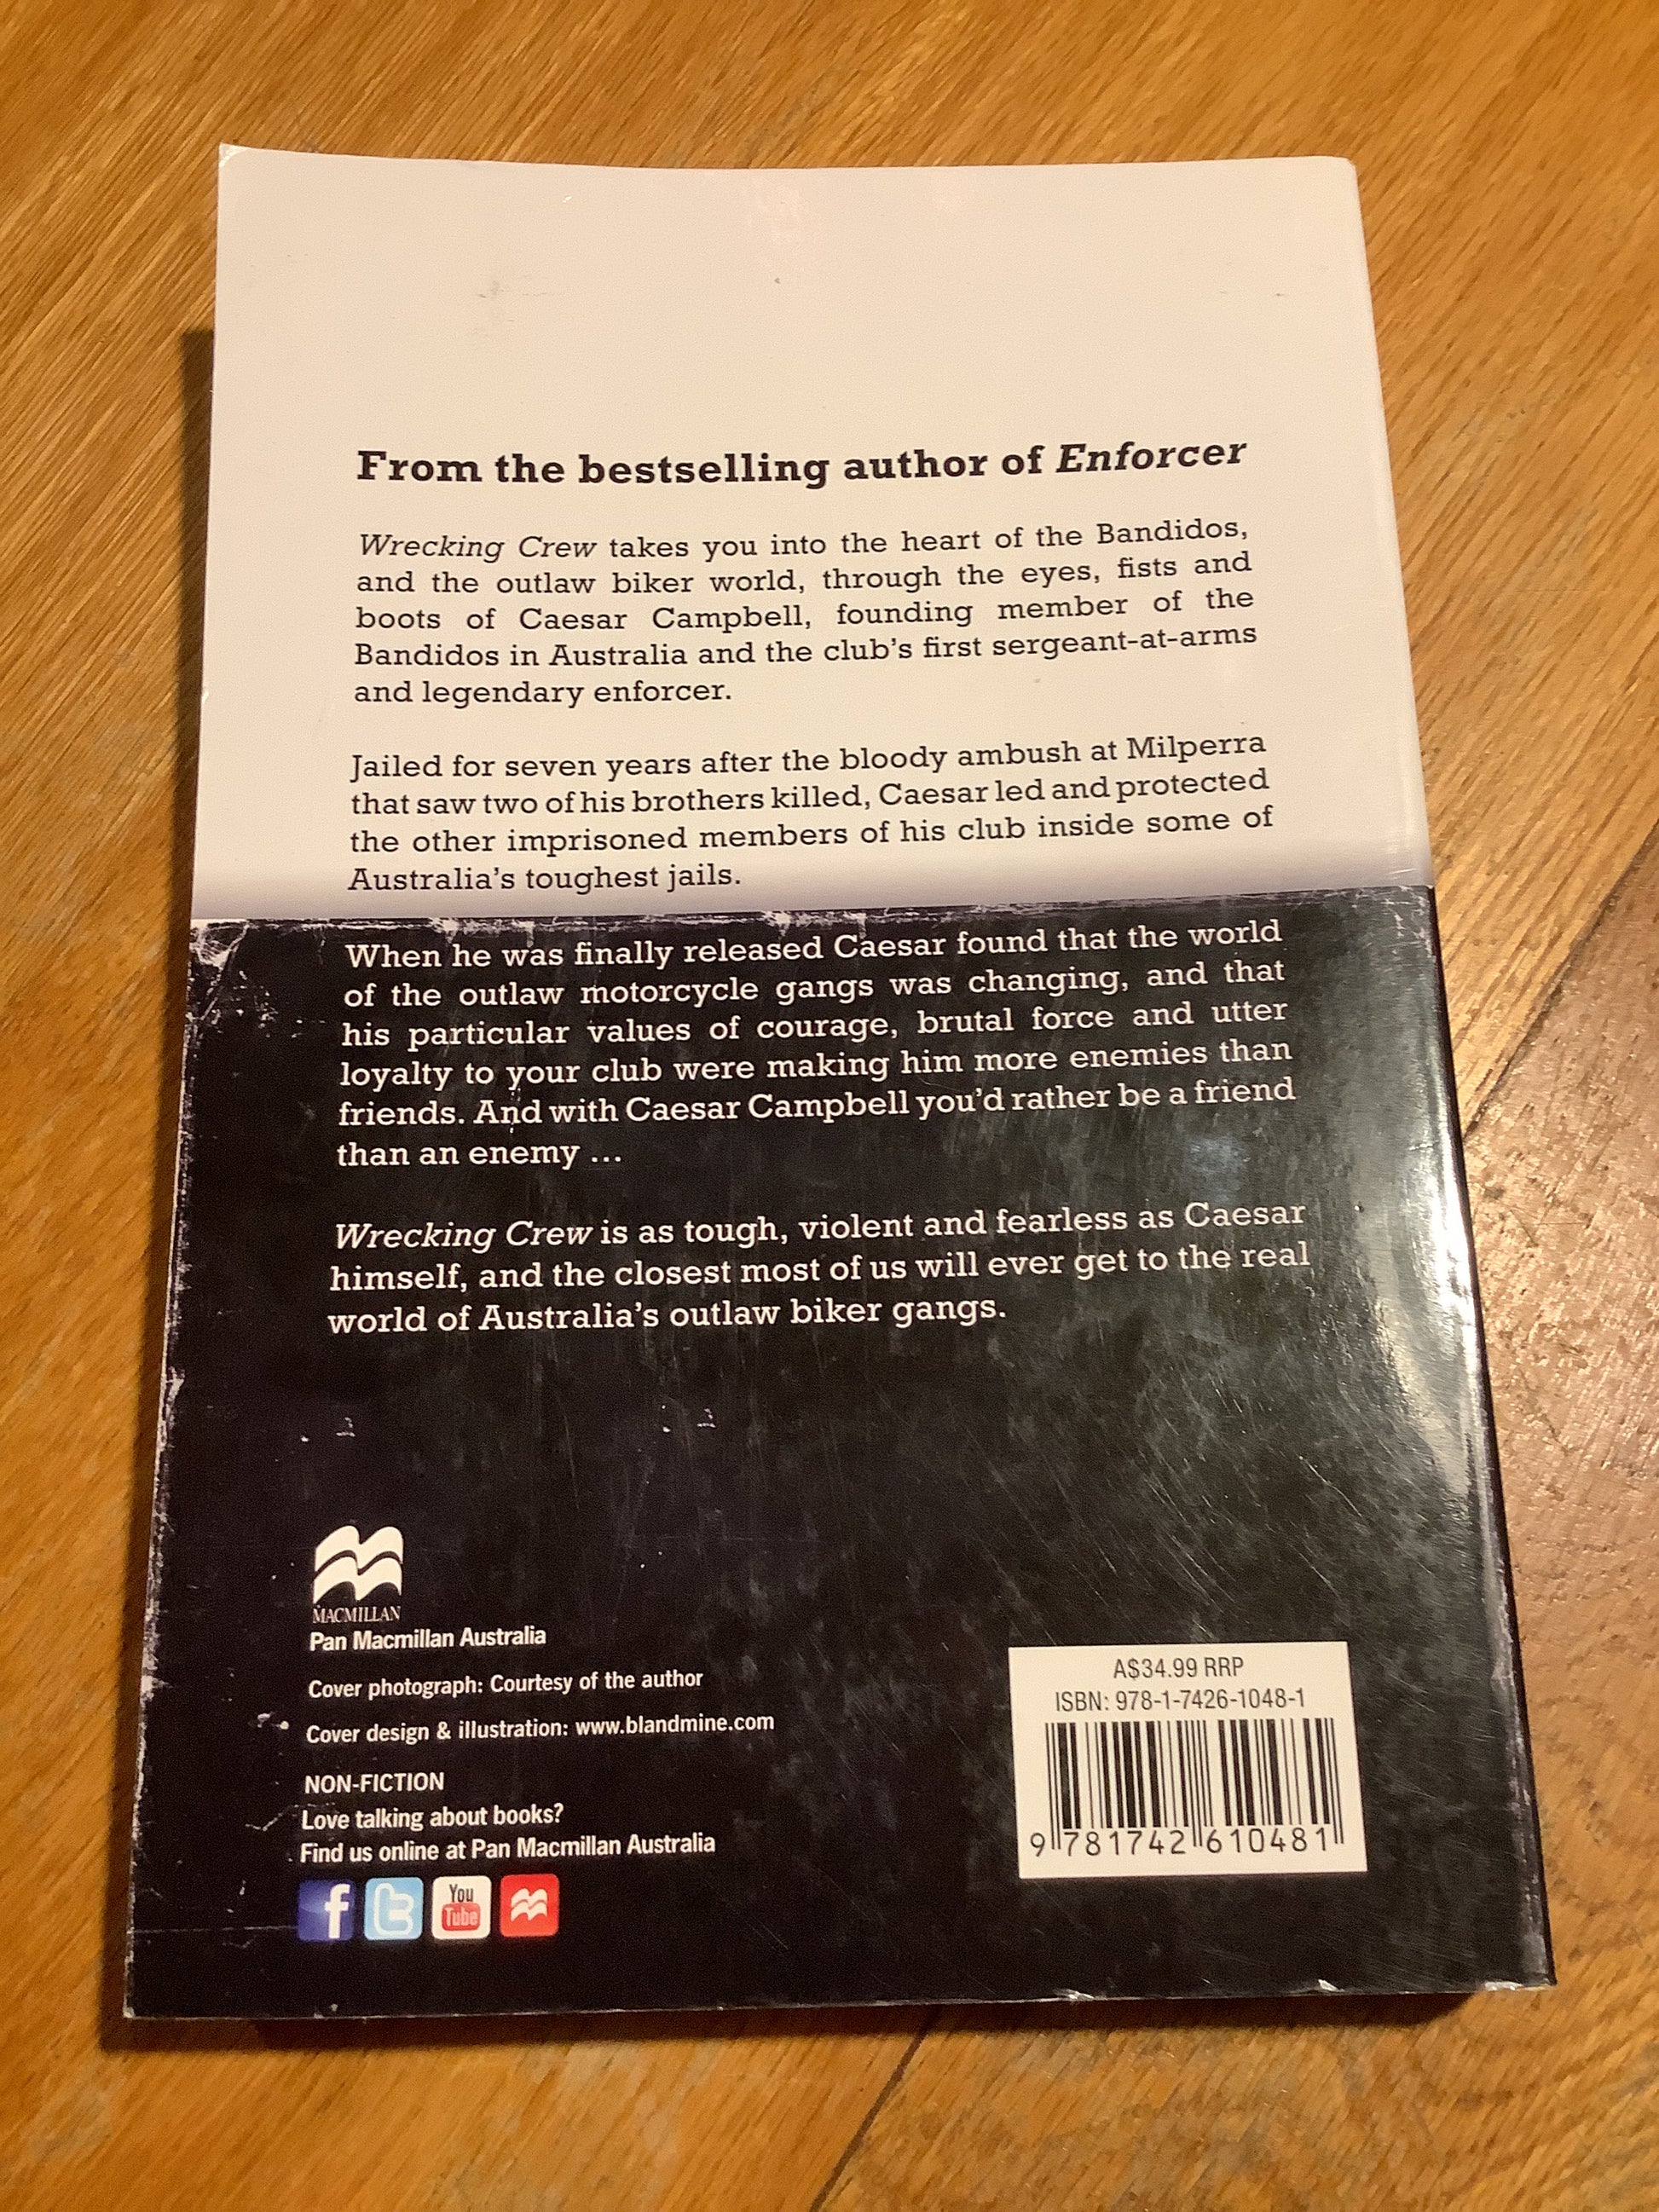 From the bestselling author of Enforcer
Wrecking Crew takes you into the heart of the Bandidos,
and the outlaw biker world, through the eyes, fists and
boots of Caesar Campbell, founding member of the
Bandidos in Australia and the club's first sergeant-at-arms
and legendary enforcer.
Jailed for seven years after the bloody ambush at Milperra
that saw two of his brothers killed, Caesar led and protected
the other imprisoned members of his club inside some of
Australia's toughest jails.
When he was finally released Caesar found that the world
of the outlaw motorcycle gangs was changing, and that
his particular values of courage, brutal force and utter
loyalty to your club were making him more enemies than
friends. And with Caesar Campbell you'd rather be a friend
than an enemy ...
Wrecking Crew is as tough, violent and fearless as Caesar
himself, and the closest most of us will ever get to the real
world of Australia's outlaw biker gangs.
MACMILLAN
Pan Macmillan Australia
Cover photograph: Courtesy of the author
Cover design & illustration: www.blandmine.com
NON-FICTION
Love talking about books?
Find us online at Pan Macmillan Australia
f t You
Tube
A$34.99 RRP
ISBN: 978-1-7426-1048-1
9 781742 610481